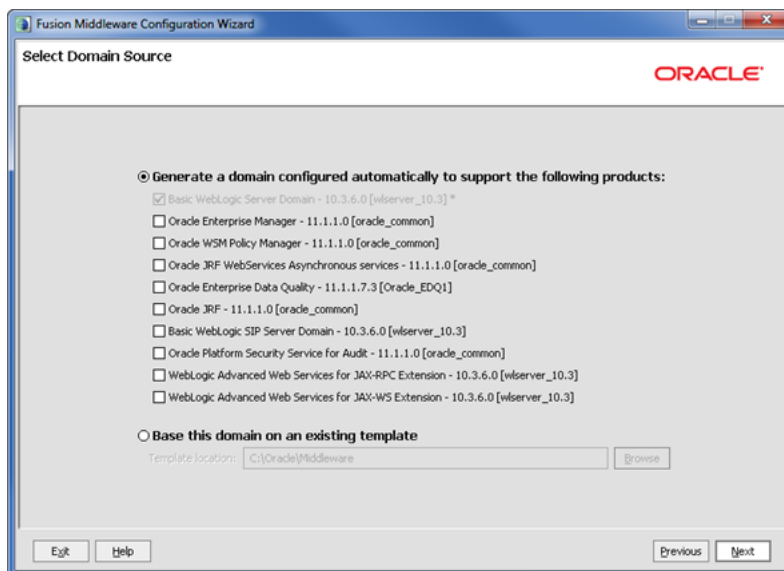 Fusion Middleware Configuration Wizard
Select Domain Source
ORACLE
Generate a domain configured automatically to support the following products:
Basic WebLogic Server Domain - 10.3.6.0 [wlserver_10.3] *
Oracle Enterprise Manager - 11.1.1.0 [oracle_common]
Oracle WSM Policy Manager - 11.1.1.0 [oracle_common]
Oracle JRF WebServices Asynchronous services - 11.1.1.0 [oracle_common]
Oracle Enterprise Data Quality - 11.1.1.7.3 [Oracle_EDQ1]
Oracle JRF - 11.1.1.0 [oracle_common]
Basic WebLogic SIP Server Domain - 10.3.6.0 [wlserver_10.3]
Oracle Platform Security Service for Audit - 11.1.1.0 [oracle_common]
WebLogic Advanced Web Services for JAX-RPC Extension - 10.3.6.0 [wlserver_10.3]
WebLogic Advanced Web Services for JAX-WS Extension - 10.3.6.0 [wlserver_10.3]
Base this domain on an existing template
Template location: C:\Oracle\Middleware Browse
Exit Help Previous Next